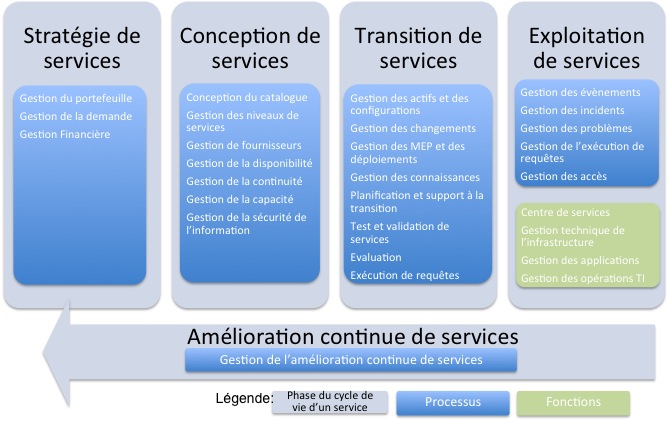 Stratégie de
services
Gestion du portefeuille
Gestion de la demande
Gestion Financière
Conception de
services
Conception du catalogue
Gestion des niveaux de
services
Gestion de fournisseurs
Gestion de la disponibilité
Gestion de la continuité
Gestion de la capacité
Gestion de la sécurité de
l'information
Transition de
services
Gestion des actifs et des
configurations
Gestion des changements
Gestion des MEP et des
déploiements
Gestion des connaissances
Planification et support à la
transition
Test et validation de
services
Evaluation
Exécution de requêtes
Exploitation
de services
Gestion des évènements
Gestion des incidents
Gestion des problèmes
Gestion de l'exécution de
requêtes
Gestion des accès
Centre de services
Gestion technique de
l'infrastructure
Gestion des applications
Gestion des opérations TI
Amélioration continue de services
Gestion de l'amélioration continue de services
Légende:
Phase du cycle de
vie d'un service
Processus
Fonctions